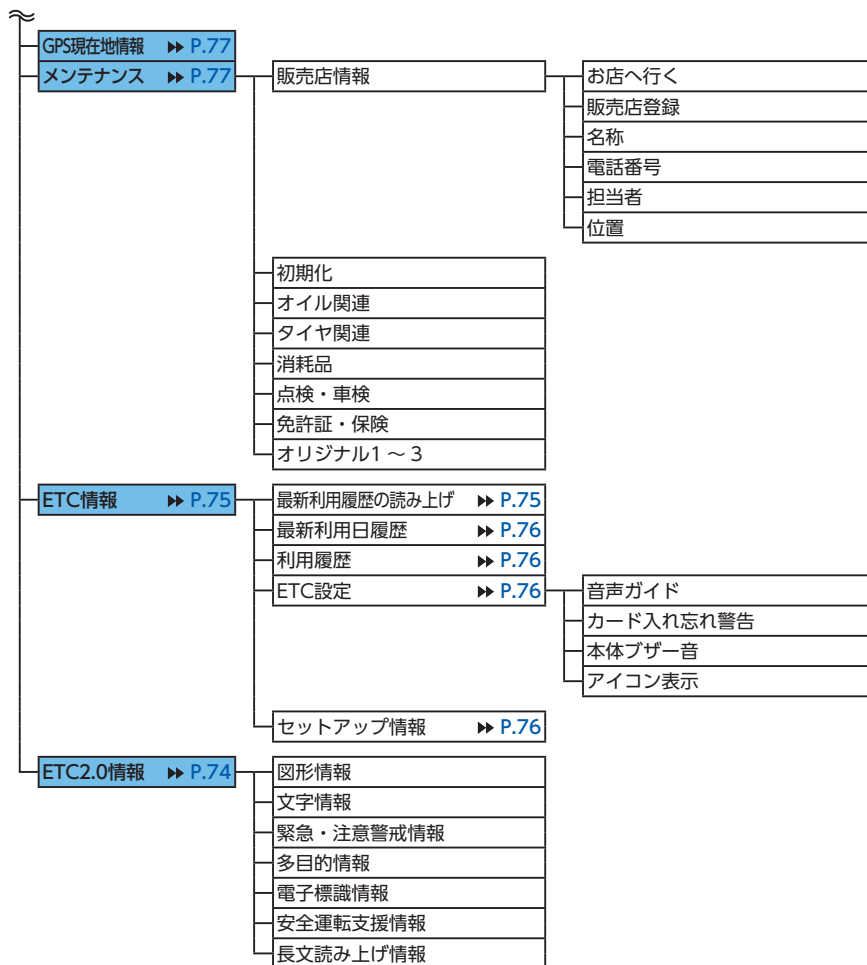 GPS現在地情報 ▶▶ P.77
メンテナンス ▶▶ P.77
販売店情報
お店へ行く
販売店登録
名称
電話番号
担当者
位置
初期化
オイル関連
タイヤ関連
消耗品
点検・車検
免許証・保険
オリジナル1 ～ 3
ETC情報 ▶▶ P.75
最新利用履歴の読み上げ ▶▶ P.75
最新利用日履歴 ▶▶ P.76
利用履歴 ▶▶ P.76
ETC設定 ▶▶ P.76
音声ガイド
カード入れ忘れ警告
本体ブザー音
アイコン表示
セットアップ情報 ▶▶ P.76
ETC2.0情報 ▶▶ P.74
図形情報
文字情報
緊急・注意警戒情報
多目的情報
電子標識情報
安全運転支援情報
長文読み上げ情報